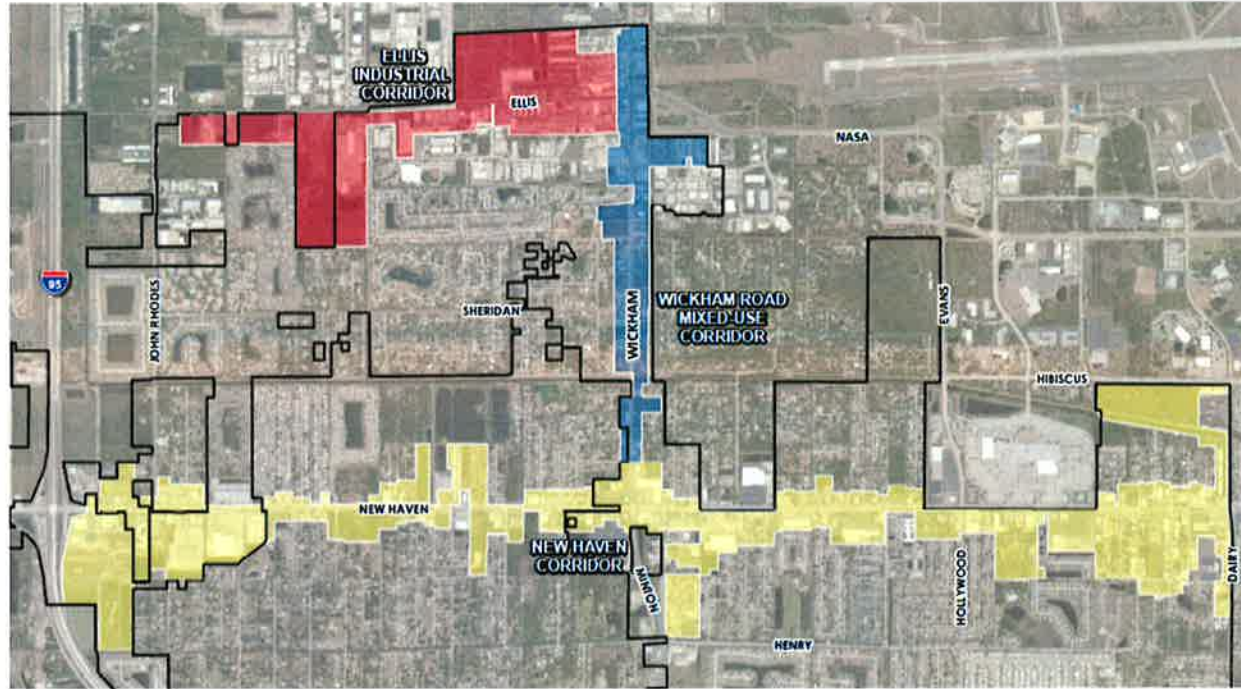 ELLIS
INDUSTRIAL
CORRIDOR
ELLIS
NASA
95
JOHN RHODES
SHERIDAN
WICKHAM
WICKHAM ROAD
MIXED-USE
CORRIDOR
EVANS
HIBISCUS
NEW HAVEN
NEW HAVEN
CORRIDOR
MINTON
HOLLYWOOD
DAIRY
HENRY